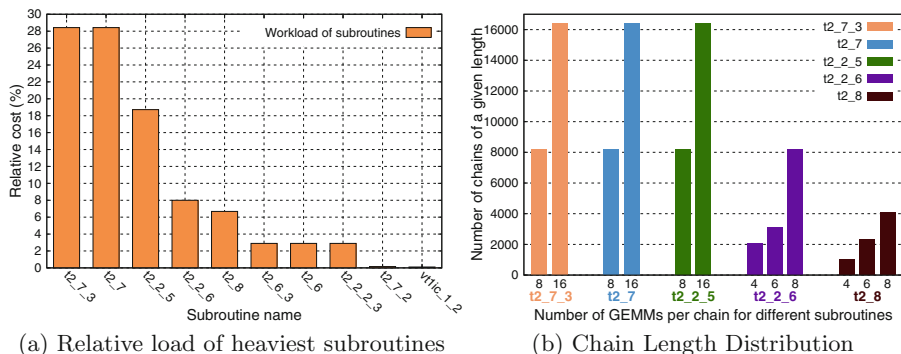 30
28
26
24
22
20
18
16
14
12
10
8
6
4
2
0
Relative cost (%)
Workload of subroutines
t2_7_3
t2_7
t2_2_5
t2_2_6
t2_8
t2_6_3
t2_6
t2_2_2_3
t2_7_2
vt1ic_1_2
Subroutine name
(a) Relative load of heaviest subroutines
16000
14000
12000
10000
8000
6000
4000
2000
0
Number of chains of a given length
t2_7_3
t2_7
t2_2_5
t2_2_6
t2_8
8 16 8 16 8 16 4 6 8 4 6 8
t2_7_3 t2_7 t2_2_5 t2_2_6 t2_8
Number of GEMMs per chain for different subroutines
(b) Chain Length Distribution